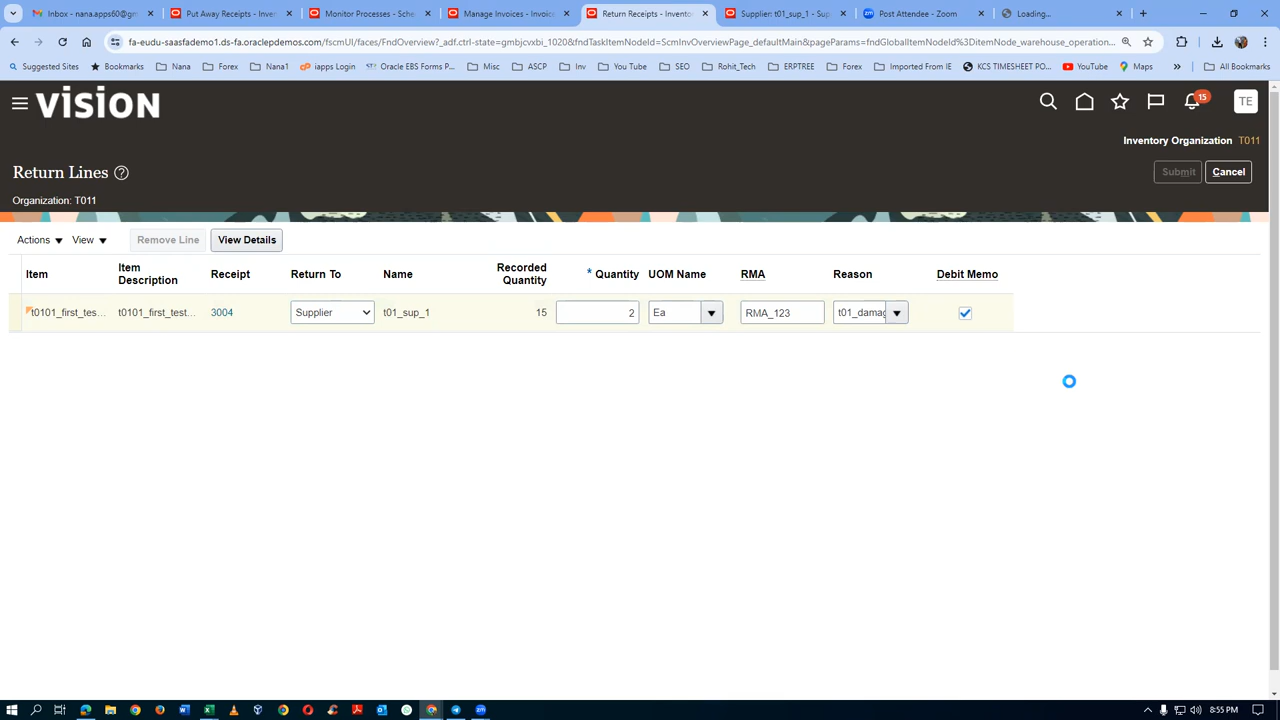 Inbox - nana.apps60@gm
Put Away Receipts - Inven
Monitor Processes - Sche
Manage Invoices - Invoice
Return Receipts - Invento
Supplier: t01_sup_1 - Sup
Post Attendee - Zoom
Loading...
fa-eudu-saasfademo1.ds-fa.oraclepdemos.com/fscmUI/faces/FndOverview?_adf.ctrl-state=gmbjcvxbi_1020&fndTaskItemNodeId=ScmInvOverviewPage_defaultMain&pageParams=fndGlobalItemNodeId%3DitemNode_warehouse_operation...
Suggested Sites
Bookmarks
Nana
Forex
Nana1
iapps Login
Oracle EBS Forms P...
Misc
ASCP
Inv
You Tube
SEO
Rohit_Tech
ERPTREE
Forex
Imported From IE
KCS TIMESHEET PO...
YouTube
Maps
All Bookmarks
VISION
15
TE
Inventory Organization T011
Return Lines
Submit
Cancel
Organization: T011
Actions
View
Remove Line
View Details
Item
Item Description
Receipt
Return To
Name
Recorded Quantity
* Quantity
UOM Name
RMA
Reason
Debit Memo
t0101_first_tes...
t0101_first_test...
3004
Supplier
t01_sup_1
15
2
Ea
RMA_123
t01_damag
8:55 PM